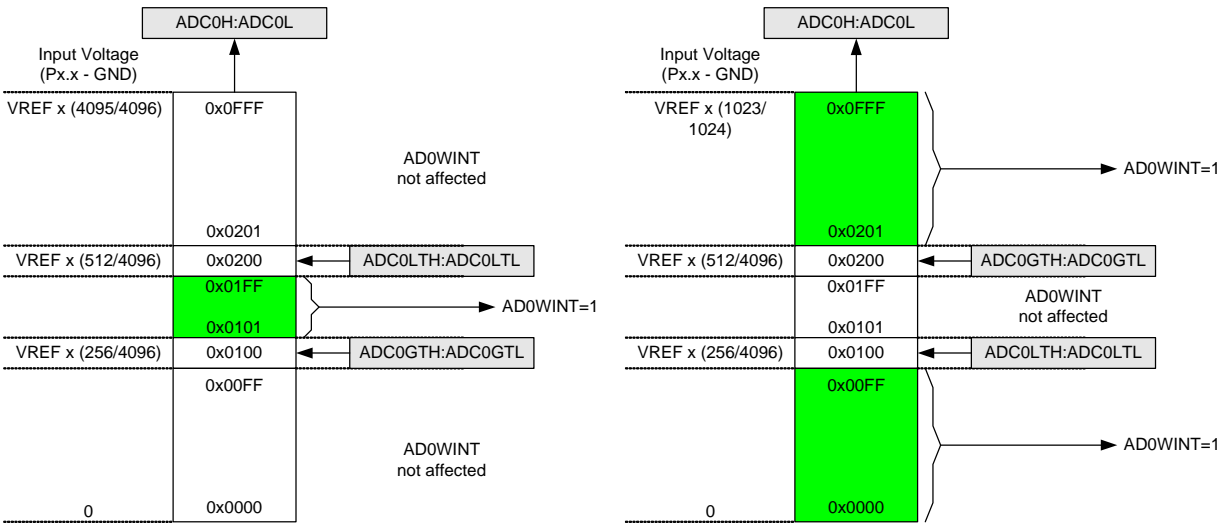 ADC0H:ADC0L
Input Voltage
(Px.x - GND)
VREF x (4095/4096)
0x0FFF
AD0WINT
not affected
0x0201
VREF x (512/4096)
0x0200
ADC0LTH:ADC0LTL
0x01FF
AD0WINT=1
0x0101
VREF x (256/4096)
0x0100
ADC0GTH:ADC0GTL
0x00FF
AD0WINT
not affected
0
0x0000
ADC0H:ADC0L
Input Voltage
(Px.x - GND)
VREF x (1023/
1024)
0x0FFF
AD0WINT=1
0x0201
VREF x (512/4096)
0x0200
ADC0GTH:ADC0GTL
0x01FF
AD0WINT
not affected
0x0101
VREF x (256/4096)
0x0100
ADC0LTH:ADC0LTL
0x00FF
AD0WINT=1
0
0x0000